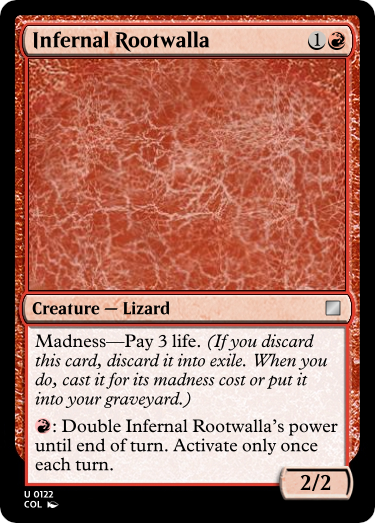 Infernal Rootwalla 1
Creature — Lizard
Madness—Pay 3 life. (If you discard
this card, discard it into exile. When you
do, cast it for its madness cost or put it
into your graveyard.)
: Double Infernal Rootwalla's power
until end of turn. Activate only once
each turn.
2/2
U 0122
COL